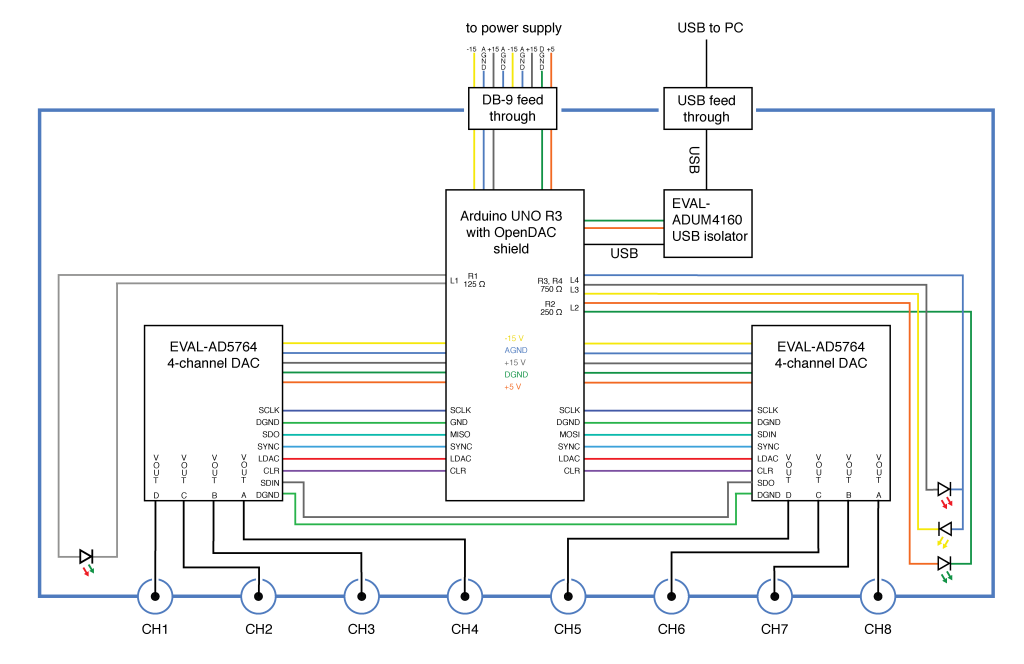 to power supply
USB to PC
-15 AGND +15 AGND -15 AGND +15 DGND +5
DB-9 feed
through
USB feed
through
USB
Arduino UNO R3
with OpenDAC
shield
EVAL-
ADUM4160
USB isolator
USB
L1
R1
125 Ω
R3, R4
750 Ω
L4
L3
R2
250 Ω
L2
EVAL-AD5764
4-channel DAC
-15 V
AGND
+15 V
DGND
+5 V
EVAL-AD5764
4-channel DAC
SCLK SCLK SCLK SCLK
DGND GND DGND DGND
SDO MISO MOSI SDIN
SYNC SYNC SYNC SYNC
LDAC LDAC LDAC LDAC
CLR CLR CLR CLR
SDIN SDO
DGND DGND
VOUT D VOUT C VOUT B VOUT A
VOUT D VOUT C VOUT B VOUT A
CH1 CH2 CH3 CH4 CH5 CH6 CH7 CH8